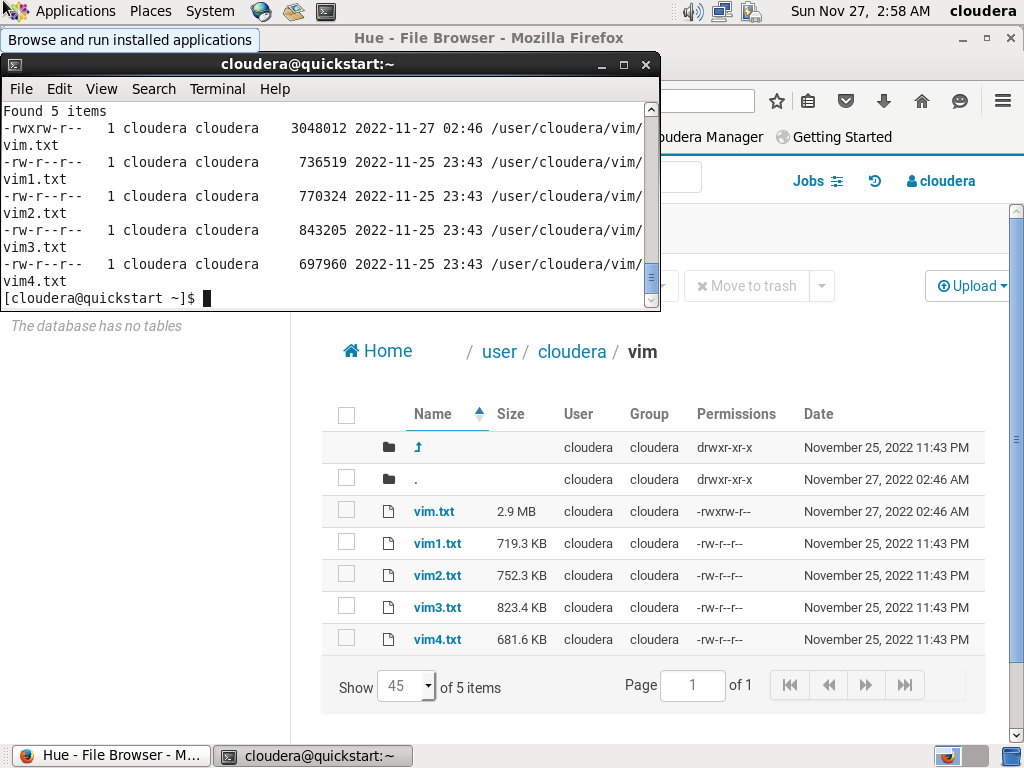 Applications Places System Sun Nov 27, 2:58 AM cloudera
Browse and run installed applications
Hue - File Browser - Mozilla Firefox
cloudera@quickstart:~
File Edit View Search Terminal Help
Found 5 items
-rwxrw-r-- 1 cloudera cloudera 3048012 2022-11-27 02:46 /user/cloudera/vim/
vim.txt
-rw-r--r-- 1 cloudera cloudera 736519 2022-11-25 23:43 /user/cloudera/vim/
vim1.txt
-rw-r--r-- 1 cloudera cloudera 770324 2022-11-25 23:43 /user/cloudera/vim/
vim2.txt
-rw-r--r-- 1 cloudera cloudera 843205 2022-11-25 23:43 /user/cloudera/vim/
vim3.txt
-rw-r--r-- 1 cloudera cloudera 697960 2022-11-25 23:43 /user/cloudera/vim/
vim4.txt
[cloudera@quickstart ~]$
oudera Manager Getting Started
Jobs cloudera
Move to trash Upload
The database has no tables
Home / user / cloudera / vim
Name Size User Group Permissions Date
cloudera cloudera drwxr-xr-x November 25, 2022 11:43 PM
. cloudera cloudera drwxr-xr-x November 27, 2022 02:46 AM
vim.txt 2.9 MB cloudera cloudera -rwxrw-r-- November 27, 2022 02:46 AM
vim1.txt 719.3 KB cloudera cloudera -rw-r--r-- November 25, 2022 11:43 PM
vim2.txt 752.3 KB cloudera cloudera -rw-r--r-- November 25, 2022 11:43 PM
vim3.txt 823.4 KB cloudera cloudera -rw-r--r-- November 25, 2022 11:43 PM
vim4.txt 681.6 KB cloudera cloudera -rw-r--r-- November 25, 2022 11:43 PM
Show 45 of 5 items Page 1 of 1
Hue - File Browser - M... cloudera@quickstart:~